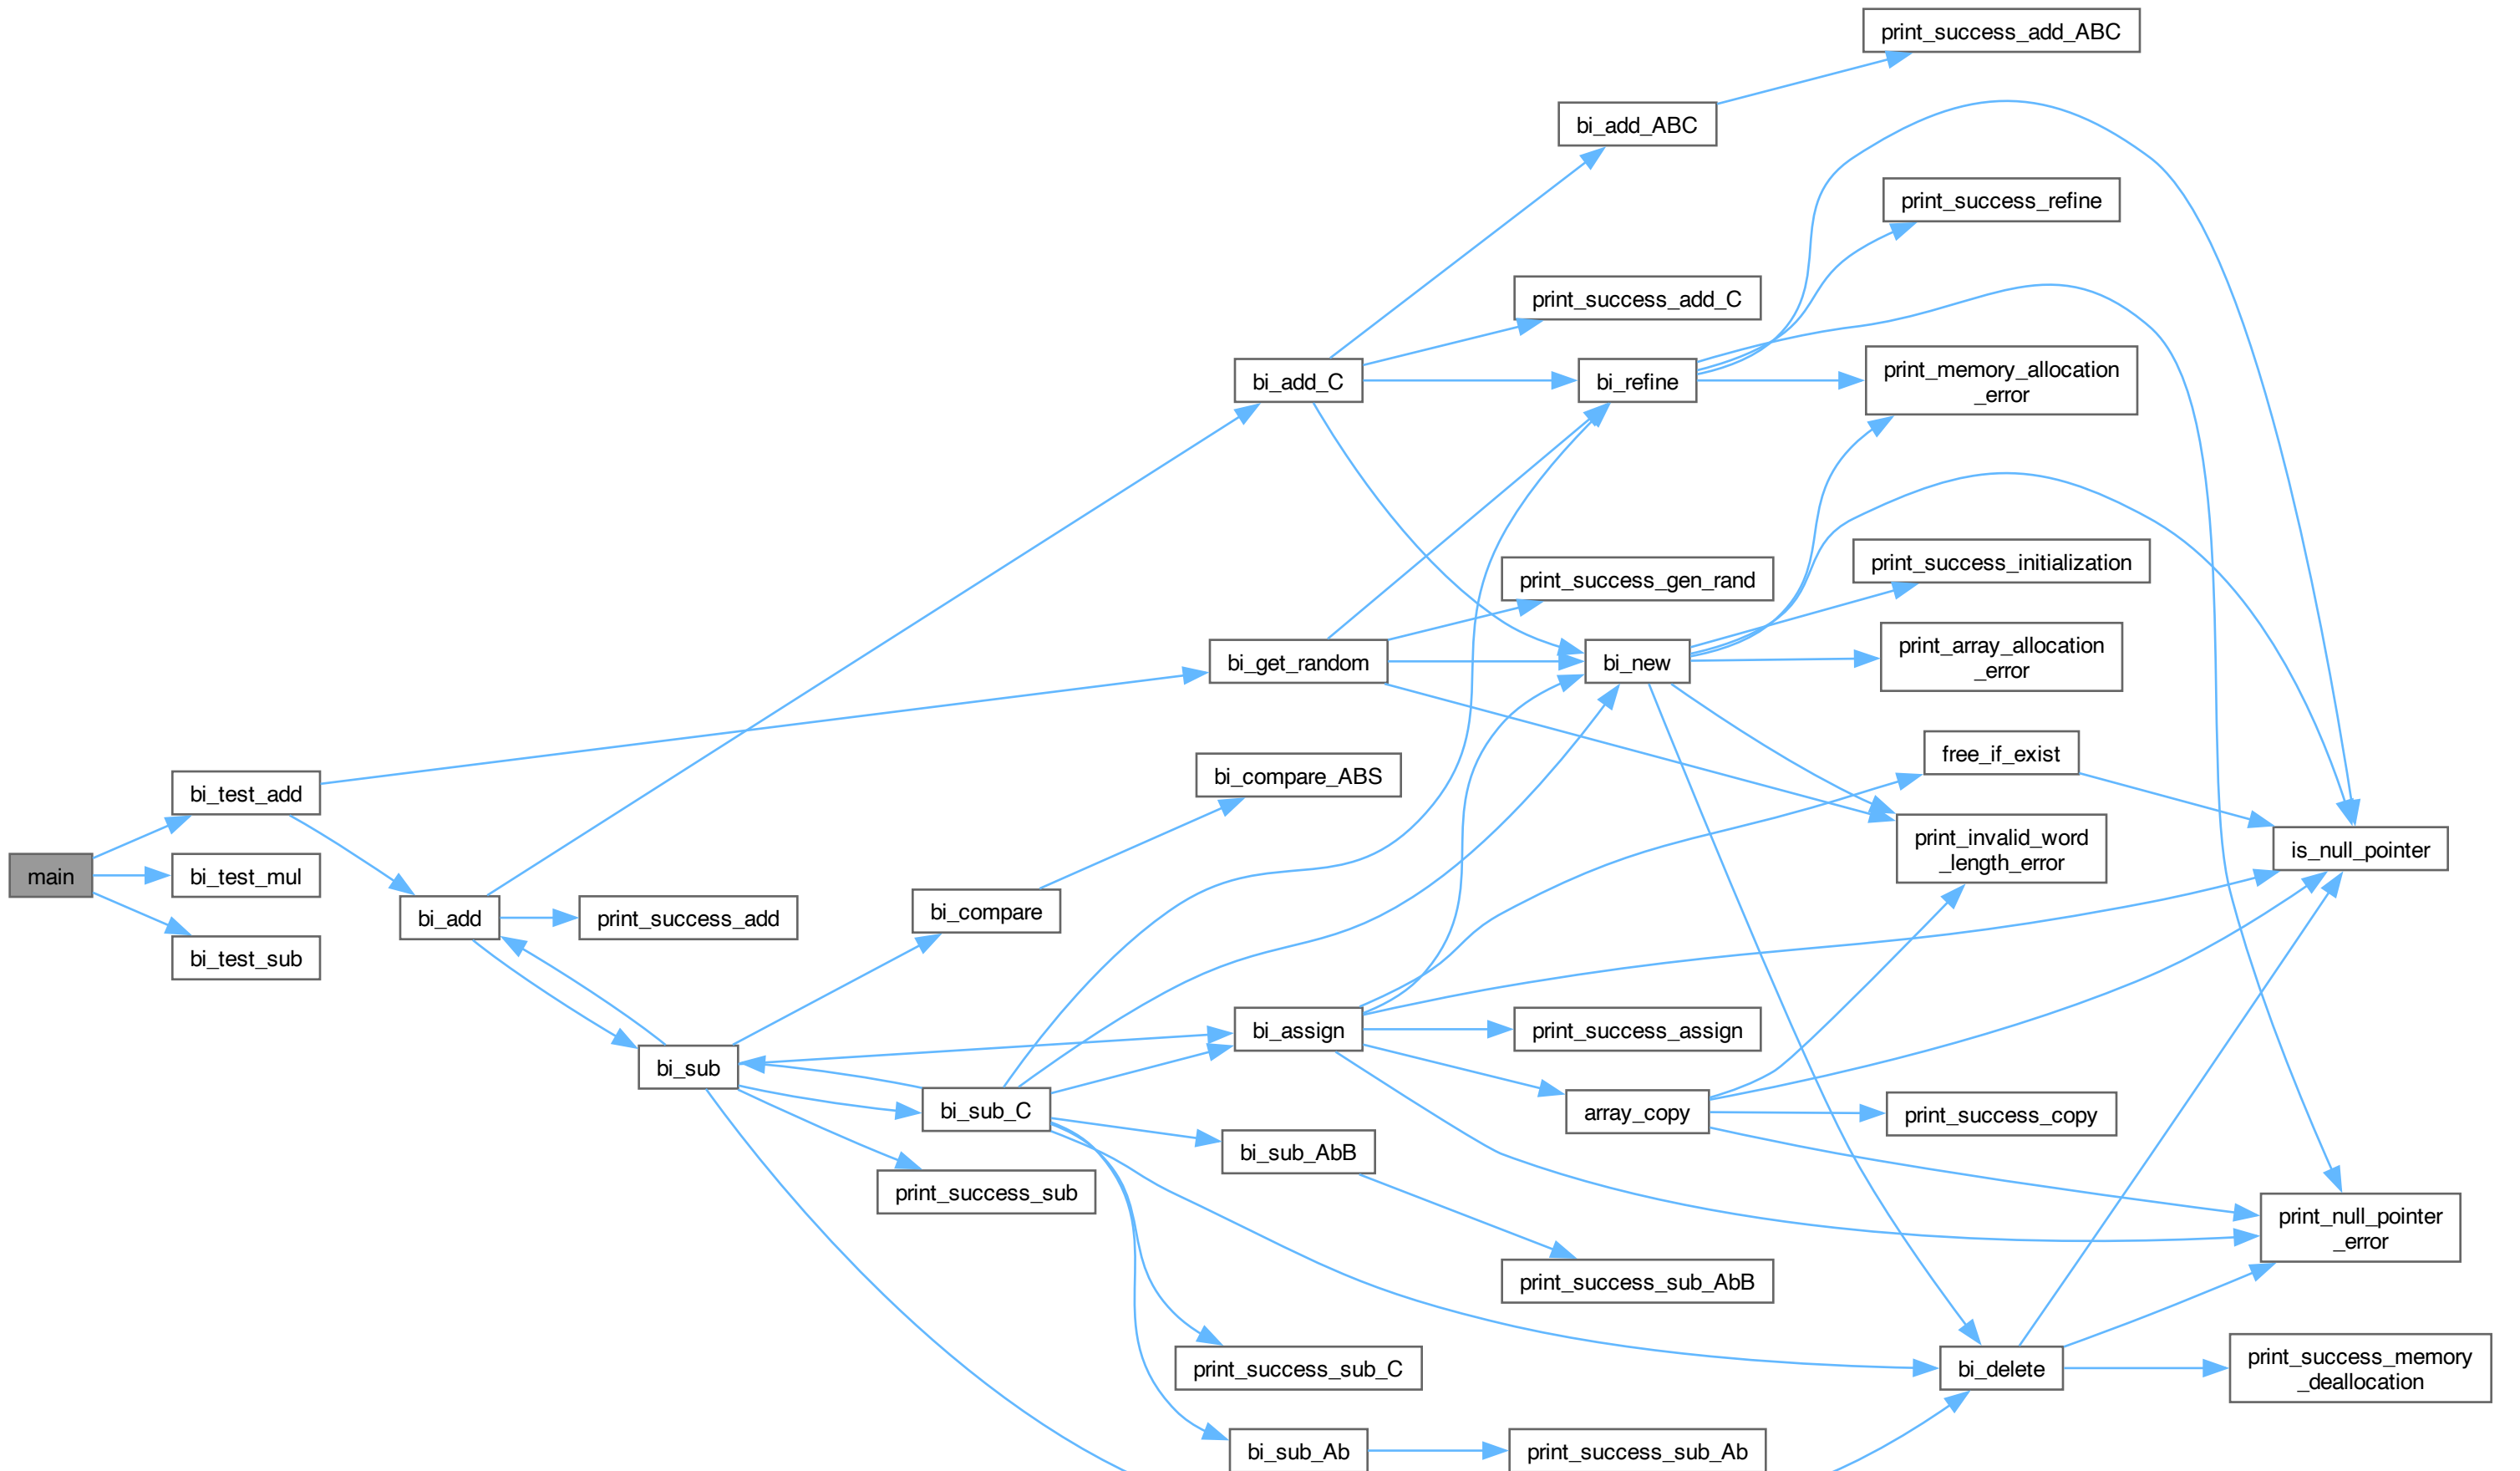 print_success_add_ABC
bi_add_ABC
print_success_refine
print_success_add_C
bi_add_C
bi_refine
print_memory_allocation
_error
print_success_gen_rand
print_success_initialization
bi_get_random
bi_new
print_array_allocation
_error
free_if_exist
bi_compare_ABS
bi_test_add
print_invalid_word
_length_error
is_null_pointer
main
bi_test_mul
bi_add
print_success_add
bi_compare
bi_test_sub
bi_assign
print_success_assign
bi_sub
bi_sub_C
array_copy
print_success_copy
bi_sub_AbB
print_success_sub
print_null_pointer
_error
print_success_sub_AbB
print_success_sub_C
bi_delete
print_success_memory
_deallocation
bi_sub_Ab
print_success_sub_Ab